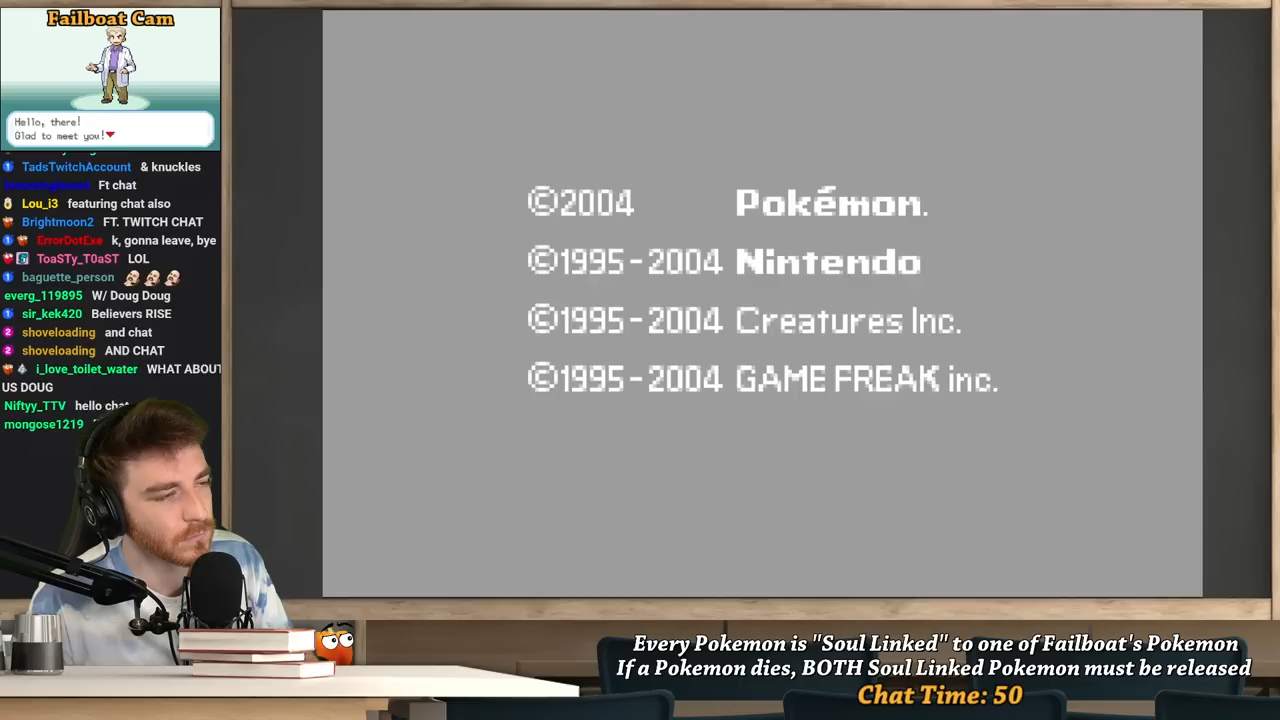 Failboat Cam
Hello, there!
Glad to meet you!
TadsTwitchAccount & knuckles
Ft chat
Lou_i3 featuring chat also
Brightmoon2 FT. TWITCH CHAT
ErrorDotExe k, gonna leave, bye
ToaSTy_T0aST LOL
baguette_person
everg_119895 W/ Doug Doug
sir_kek420 Believers RISE
shoveloading and chat
shoveloading AND CHAT
i_love_toilet_water WHAT ABOUT
US DOUG
Niftyy_TTV hello
mongose1219
©2004 Pokémon.
©1995-2004 Nintendo
©1995-2004 Creatures Inc.
©1995-2004 GAME FREAK inc.
Every Pokemon is "Soul Linked" to one of Failboat's Pokemon
If a Pokemon dies, BOTH Soul Linked Pokemon must be released
Chat Time: 50